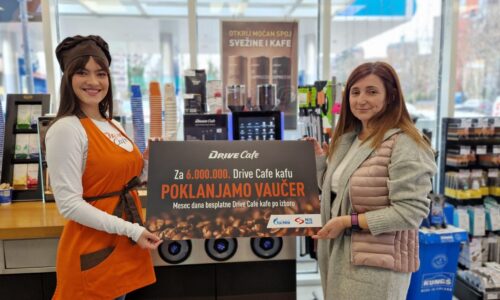 OTKRIJ MOĆAN SPOJ
SVEŽINE I KAFE
DRIVE Cafe
Za 6.000.000. Drive Cafe kafu
POKLANJAMO VAUČER
Mesec dana besplatne Drive Cafe kafe po izboru
KUNGS